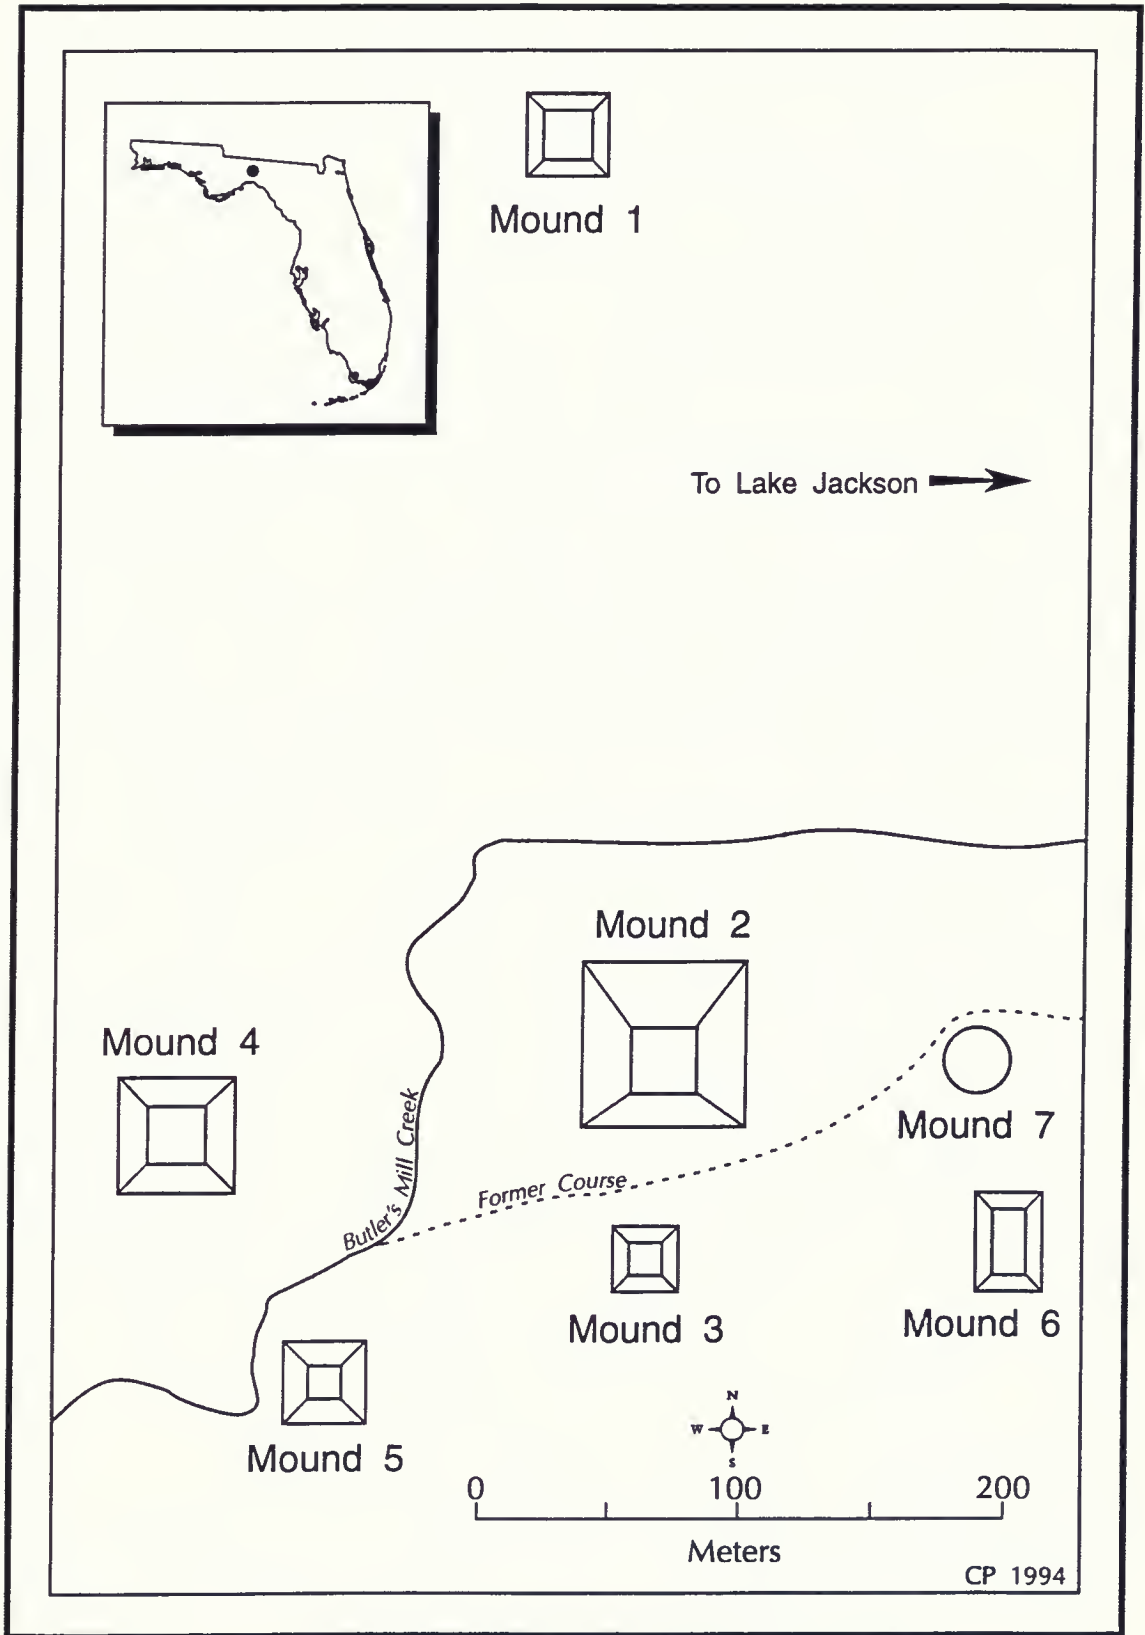 Mound 1
To Lake Jackson
Mound 2
Mound 4
Butler's Mill Creek
Mound 7
Former Course
Mound 3
Mound 6
Mound 5
N
W E
S
0 100 200
Meters
CP 1994